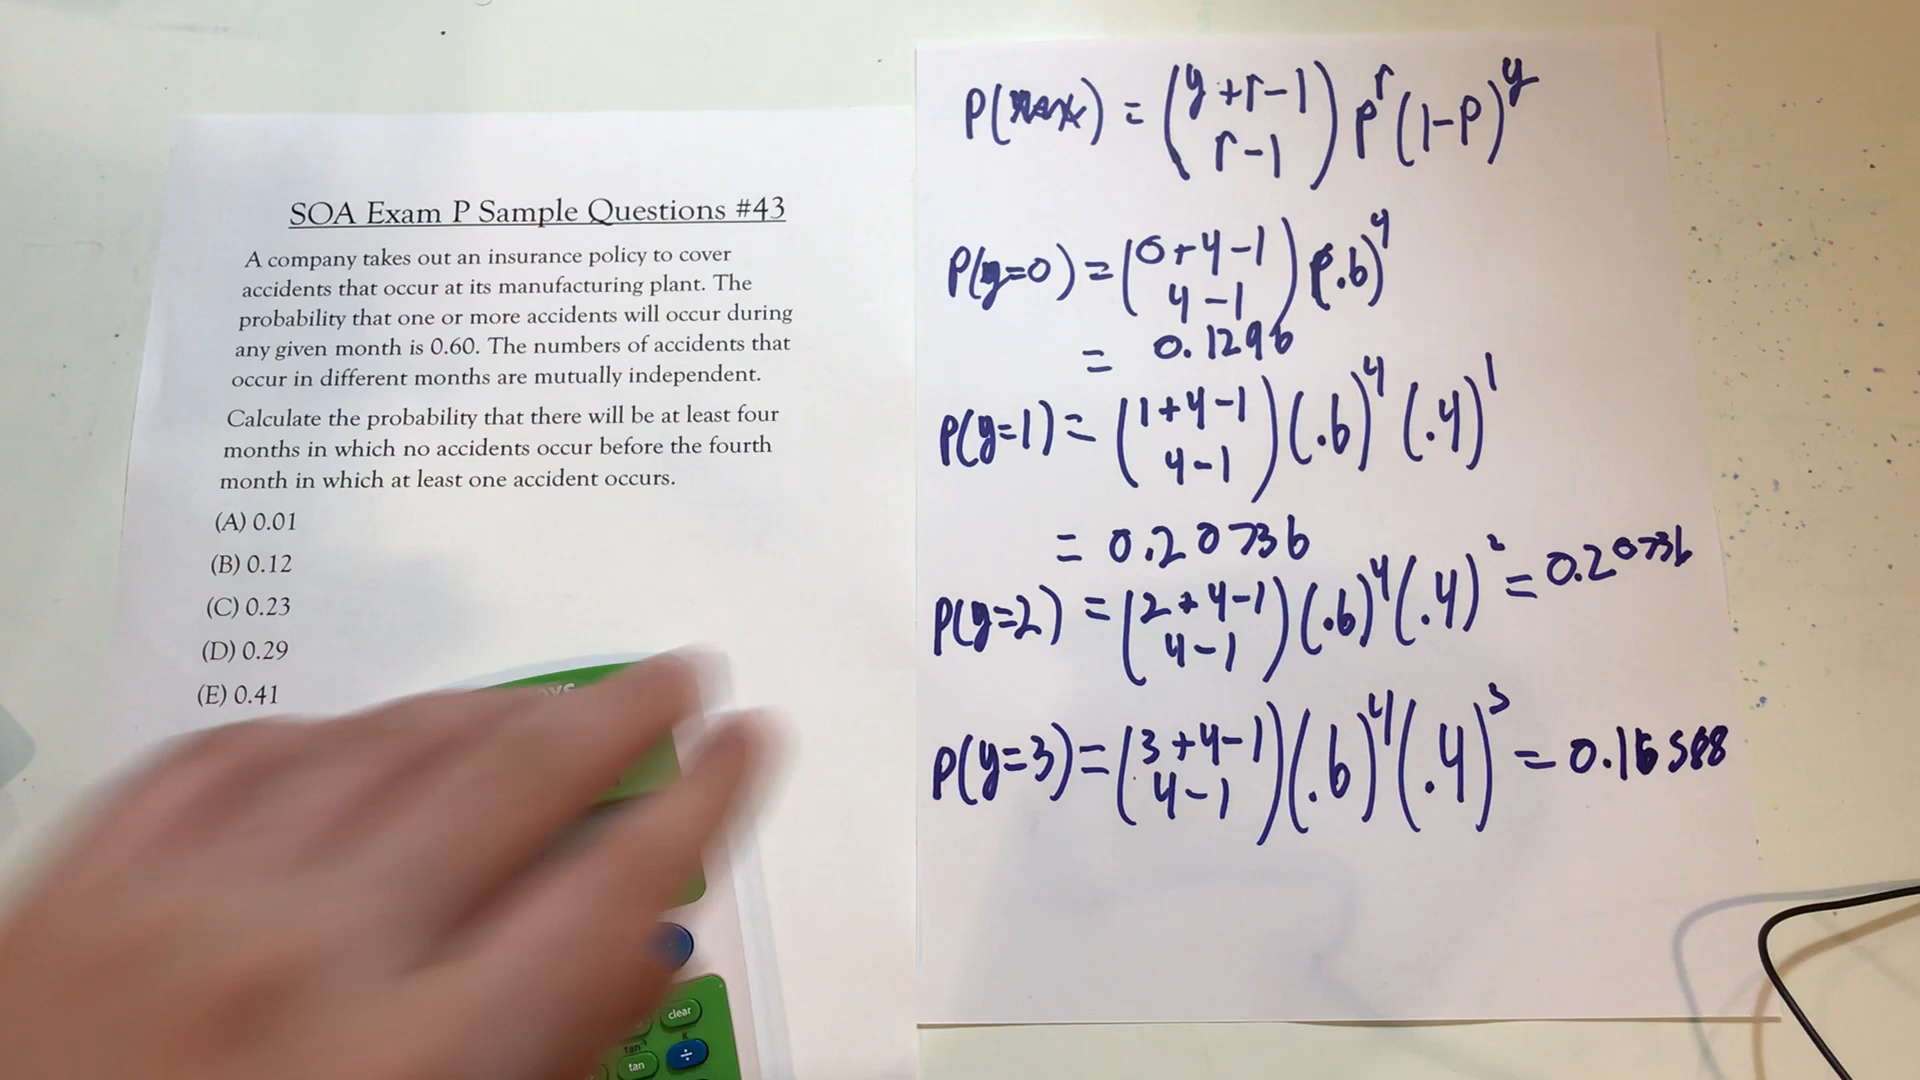 SOA Exam P Sample Questions #43
A company takes out an insurance policy to cover
accidents that occur at its manufacturing plant. The
probability that one or more accidents will occur during
any given month is 0.60. The numbers of accidents that
occur in different months are mutually independent.
Calculate the probability that there will be at least four
months in which no accidents occur before the fourth
month in which at least one accident occurs.
(A) 0.01
(B) 0.12
(C) 0.23
(D) 0.29
(E) 0.41
clear
tan⁻¹
π
tan
÷
P( ) = (y+r-1
r-1) p^r (1-p)^y
P(y=0) = (0+4-1
4-1) (.6)^4
= 0.1296
P(y=1) = (1+4-1
4-1) (.6)^4 (.4)^1
= 0.20736
P(y=2) = (2+4-1
4-1) (.6)^4 (.4)^2 = 0.20736
P(y=3) = (3+4-1
4-1) (.6)^4 (.4)^3 =